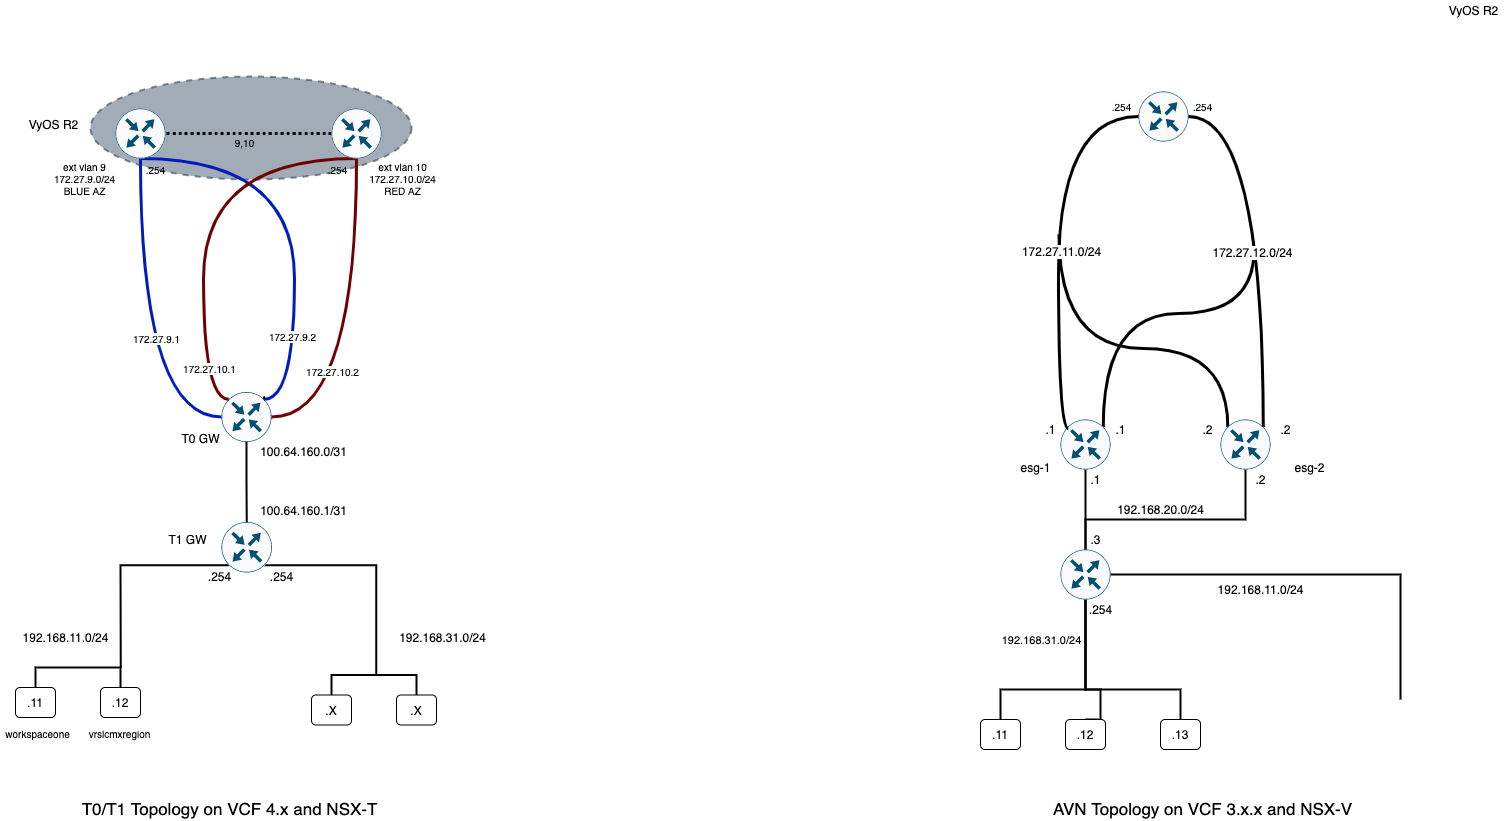 VyOS R2
VyOS R2
9,10
ext vlan 9
172.27.9.0/24
BLUE AZ
.254
.254
ext vlan 10
172.27.10.0/24
RED AZ
172.27.9.1
172.27.9.2
172.27.10.1
172.27.10.2
T0 GW
100.64.160.0/31
100.64.160.1/31
T1 GW
.254
.254
192.168.11.0/24
192.168.31.0/24
.11
.12
.X
.X
workspaceone
vrslcmxregion
T0/T1 Topology on VCF 4.x and NSX-T
.254
.254
172.27.11.0/24
172.27.12.0/24
.1
.1
.2
.2
esg-1
esg-2
.1
.2
192.168.20.0/24
.3
192.168.11.0/24
.254
192.168.31.0/24
.11
.12
.13
AVN Topology on VCF 3.x.x and NSX-V